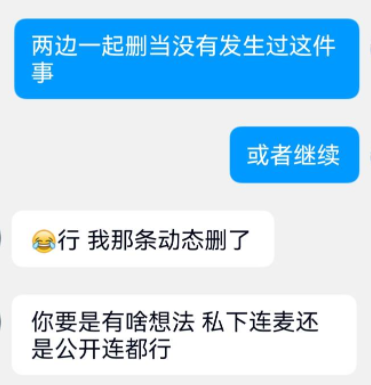 两边一起删当没有发生过这件
事
或者继续
😂行 我那条动态删了
你要是有啥想法 私下连麦还
是公开连都行